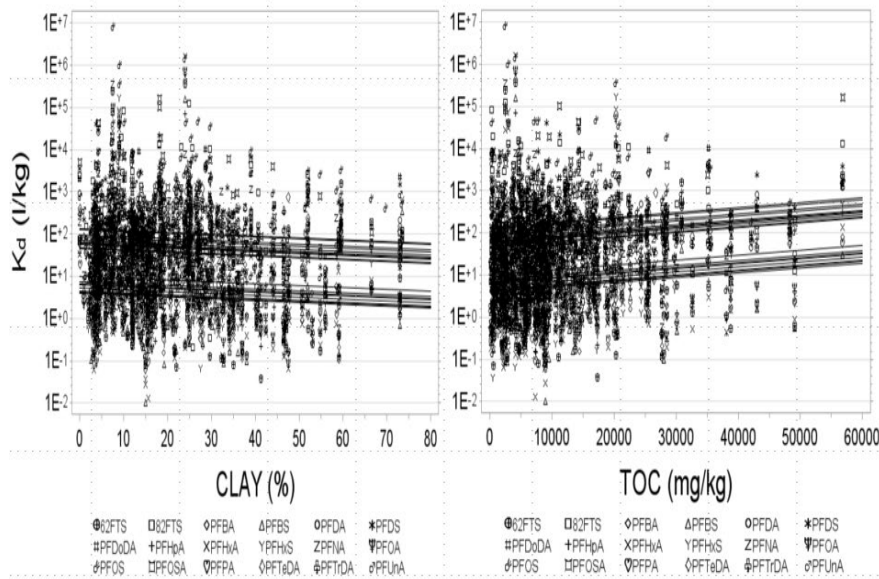 1E+7 1E+7
1E+6 1E+6
1E+5 1E+5
1E+4 1E+4
1E+3 1E+3
1E+2 1E+2
1E+1 1E+1
1E+0 1E+0
1E-1 1E-1
1E-2 1E-2
Kd (l/kg)
0 10 20 30 40 50 60 70 80
0 10000 20000 30000 40000 50000 60000
CLAY (%)
TOC (mg/kg)
62FTS 82FTS PFBA PFBS PFDA PFDS
PFDoDA PFHpA PFHxA PFHxS PFNA PFOA
PFOS PFOSA PFPA PFTeDA PFTrDA PFUnA
62FTS 82FTS PFBA PFBS PFDA PFDS
PFDoDA PFHpA PFHxA PFHxS PFNA PFOA
PFOS PFOSA PFPA PFTeDA PFTrDA PFUnA